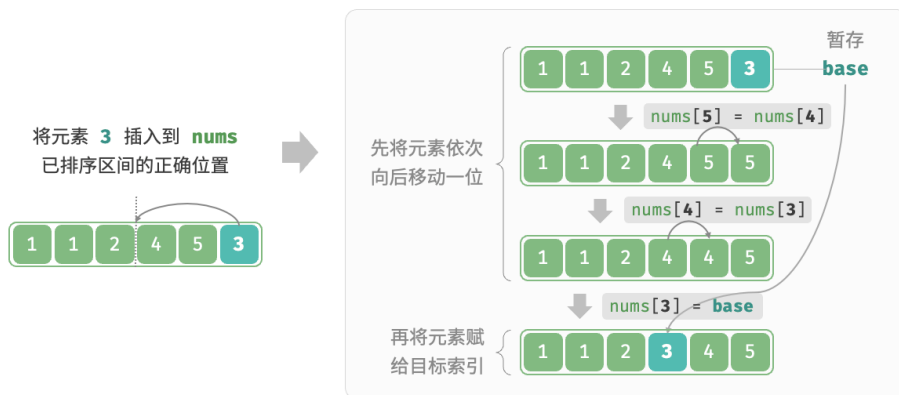 将元素 3 插入到 nums
已排序区间的正确位置
1 1 2 4 5 3
暂存
base
1 1 2 4 5 3
nums[5] = nums[4]
先将元素依次
向后移动一位
1 1 2 4 5 5
nums[4] = nums[3]
1 1 2 4 4 5
nums[3] = base
再将元素赋
给目标索引
1 1 2 3 4 5